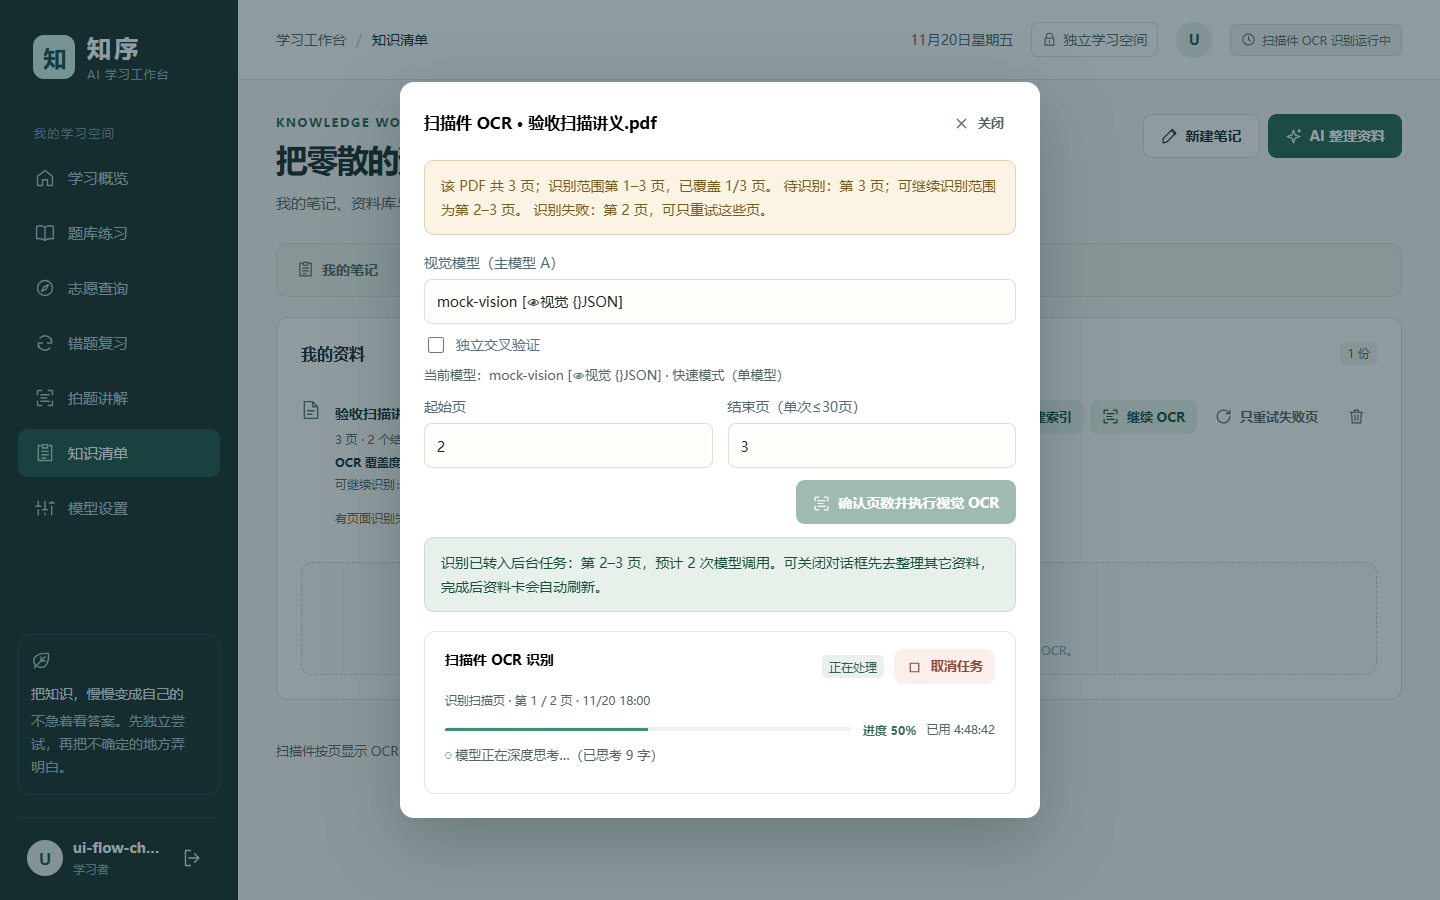 知
知序
AI 学习工作台
我的学习空间
学习概览
题库练习
志愿查询
错题复习
拍题讲解
知识清单
模型设置
把知识，慢慢变成自己的
不急着看答案。先独立尝
试，再把不确定的地方弄
明白。
U
ui-flow-ch...
学习者
学习工作台 / 知识清单
11月20日星期五
独立学习空间
U
扫描件 OCR 识别运行中
KNOWLEDGE WO
把零散的
我的笔记、资料库
新建笔记
AI 整理资料
我的笔记
我的资料
1 份
验收扫描讲
3 页 · 2 个结
OCR 覆盖度
可继续识别：
有页面识别失
建索引
继续 OCR
只重试失败页
OCR。
扫描件按页显示 OCR
扫描件 OCR • 验收扫描讲义.pdf
关闭
该 PDF 共 3 页；识别范围第 1–3 页，已覆盖 1/3 页。 待识别：第 3 页；可继续识别范围
为第 2–3 页。 识别失败：第 2 页，可只重试这些页。
视觉模型（主模型 A）
mock-vision [👁视觉 {}JSON]
独立交叉验证
当前模型：mock-vision [👁视觉 {}JSON] · 快速模式（单模型）
起始页
结束页（单次≤30页）
2
3
确认页数并执行视觉 OCR
识别已转入后台任务：第 2–3 页，预计 2 次模型调用。可关闭对话框先去整理其它资料，
完成后资料卡会自动刷新。
扫描件 OCR 识别
正在处理
取消任务
识别扫描页 · 第 1 / 2 页 · 11/20 18:00
进度 50%
已用 4:48:42
模型正在深度思考…（已思考 9 字）